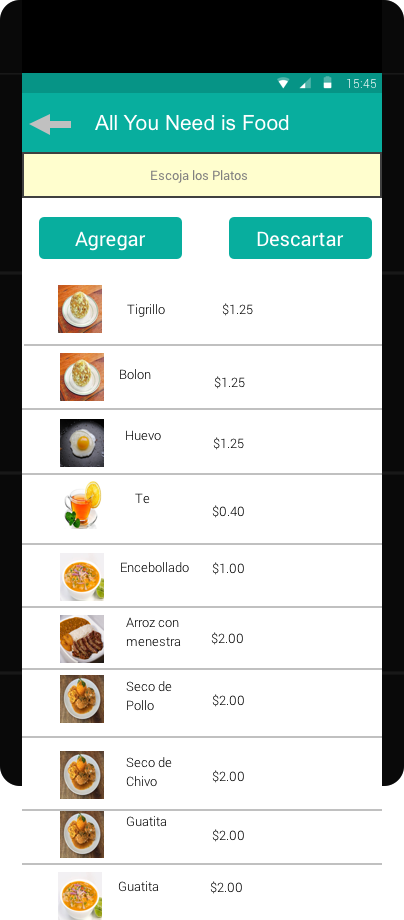 15:45
All You Need is Food
Escoja los Platos
Agregar Descartar
Tigrillo $1.25
Bolon $1.25
Huevo $1.25
Te $0.40
Encebollado $1.00
Arroz con
menestra $2.00
Seco de
Pollo $2.00
Seco de
Chivo $2.00
Guatita $2.00
Guatita $2.00